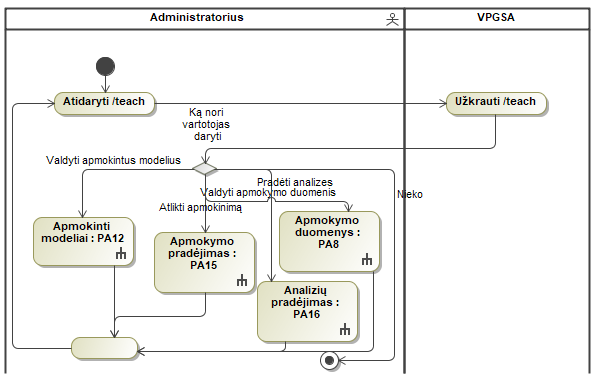 Administratorius
VPGSA
Atidaryti /teach
Užkrauti /teach
Ką nori
vartotojas
daryti
Valdyti apmokintus modelius
Pradėti analizes
Valdyti apmokymo duomenis
Nieko
Atlikti apmokinimą
Apmokinti
modeliai : PA12
Apmokymo
pradėjimas :
PA15
Apmokymo
duomenys :
PA8
Analizių
pradėjimas :
PA16